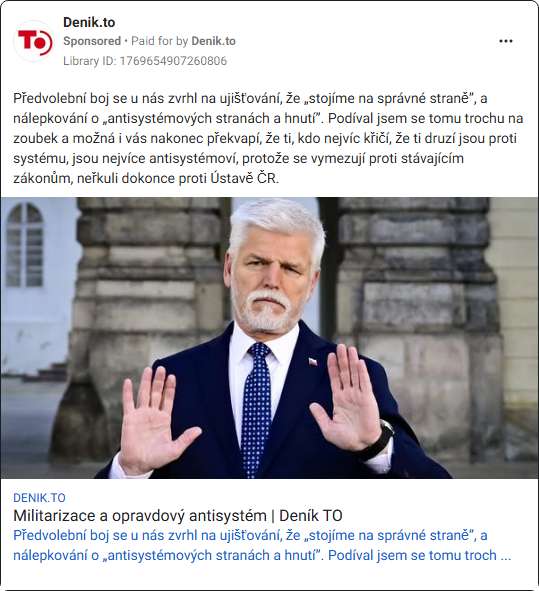 Denik.to
Sponsored • Paid for by Denik.to
Library ID: 1769654907260806
TO
Předvolební boj se u nás zvrhl na ujišťování, že „stojíme na správné straně”, a
nálepkování o „antisystémových stranách a hnutí”. Podíval jsem se tomu trochu na
zoubek a možná i vás nakonec překvapí, že ti, kdo nejvíc křičí, že ti druzí jsou proti
systému, jsou nejvíce antisystémoví, protože se vymezují proti stávajícím
zákonům, neřkuli dokonce proti Ústavě ČR.
DENIK.TO
Militarizace a opravdový antisystém | Deník TO
Předvolební boj se u nás zvrhl na ujišťování, že „stojíme na správné straně”, a
nálepkování o „antisystémových stranách a hnutí”. Podíval jsem se tomu troch ...